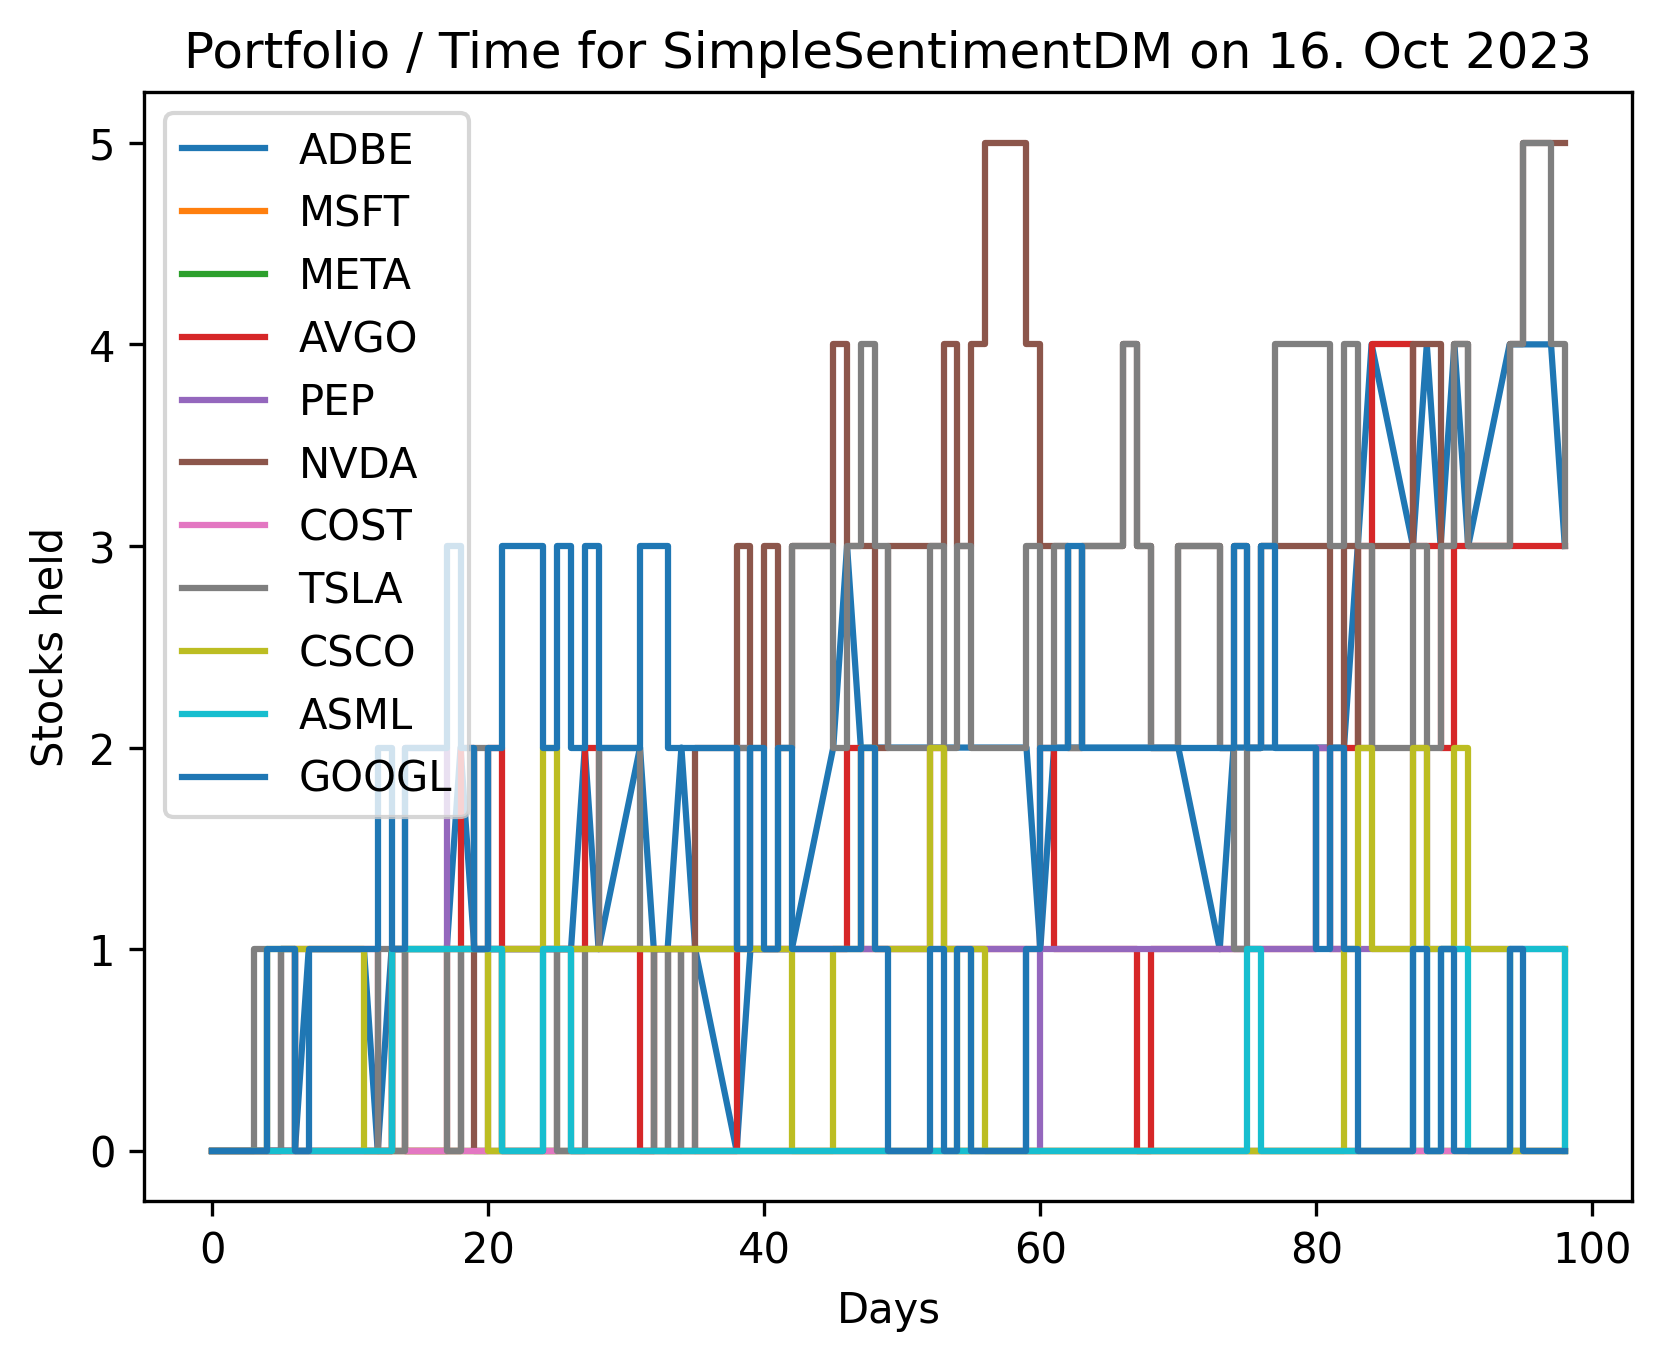 Portfolio / Time for SimpleSentimentDM on 16. Oct 2023
ADBE
MSFT
META
AVGO
PEP
NVDA
COST
TSLA
CSCO
ASML
GOOGL
Stocks held
5
4
3
2
1
0
0 20 40 60 80 100
Days